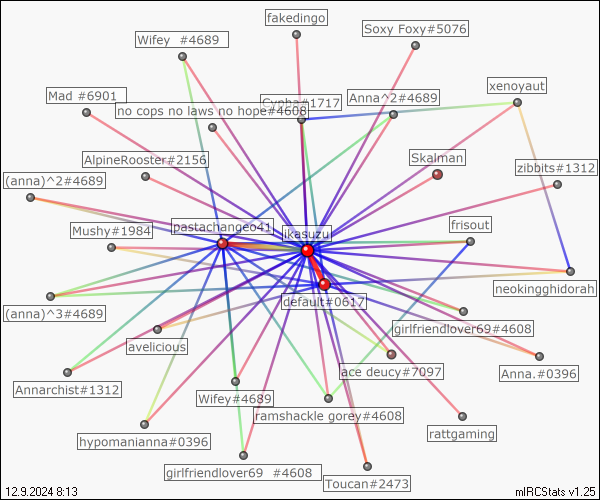 fakedingo
Soxy Foxy#5076
Wifey  #4689
xenoyaut
Mad #6901
Anna^2#4689
Cypha#1717
no cops no laws no hope#4608
Skalman
AlpineRooster#2156
zibbits#1312
(anna)^2#4689
pastachangeo41
ikasuzu
frisout
Mushy#1984
neokingghidorah
default#0617
(anna)^3#4689
girlfriendlover69#4608
avelicious
ace deucy#7097
Anna.#0396
Annarchist#1312
Wifey#4689
ramshackle gorey#4608
rattgaming
hypomanianna#0396
girlfriendlover69  #4608
Toucan#2473
12.9.2024 8:13
mIRCStats v1.25